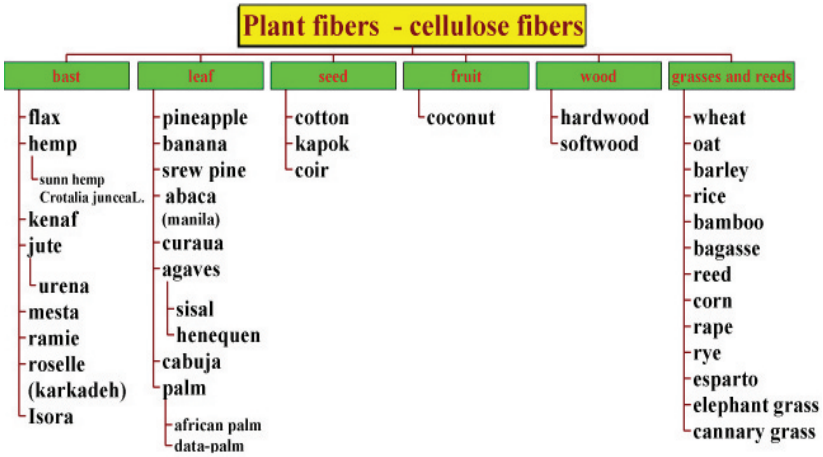 Plant fibers - cellulose fibers
bast
flax
hemp
sunn hemp
Crotalia junceaL.
kenaf
jute
urena
mesta
ramie
roselle
(karkadeh)
Isora
leaf
pineapple
banana
srew pine
abaca
(manila)
curaua
agaves
sisal
henequen
cabuja
palm
african palm
data-palm
seed
cotton
kapok
coir
fruit
coconut
wood
hardwood
softwood
grasses and reeds
wheat
oat
barley
rice
bamboo
bagasse
reed
corn
rape
rye
esparto
elephant grass
cannary grass